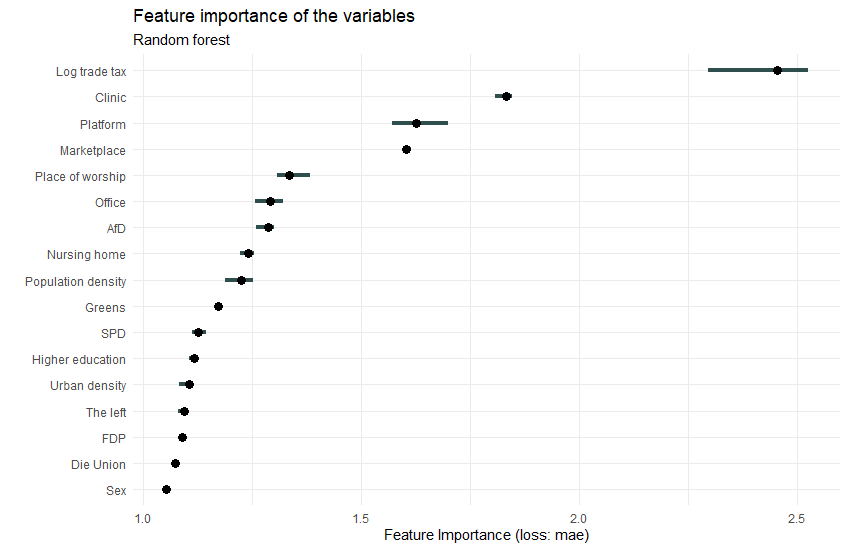 Feature importance of the variables
Random forest
Log trade tax
Clinic
Platform
Marketplace
Place of worship
Office
AfD
Nursing home
Population density
Greens
SPD
Higher education
Urban density
The left
FDP
Die Union
Sex
1.0 1.5 2.0 2.5
Feature Importance (loss: mae)